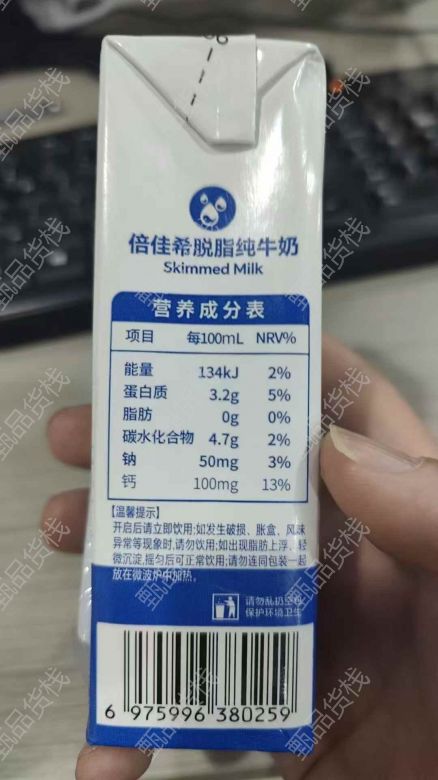 倍佳希脱脂纯牛奶
Skimmed Milk
营养成分表
项目 每100mL NRV%
能量 134kJ 2%
蛋白质 3.2g 5%
脂肪 0g 0%
碳水化合物 4.7g 2%
钠 50mg 3%
钙 100mg 13%
【温馨提示】
开启后请立即饮用;如发生破损、胀盒、风味
异常等现象时,请勿饮用;如出现脂肪上浮、轻
微沉淀,摇匀后可正常饮用;请勿连同包装一起
放在微波炉中加热。
请勿乱扔空包
保护环境卫生
6 975996 380259
甄品货栈